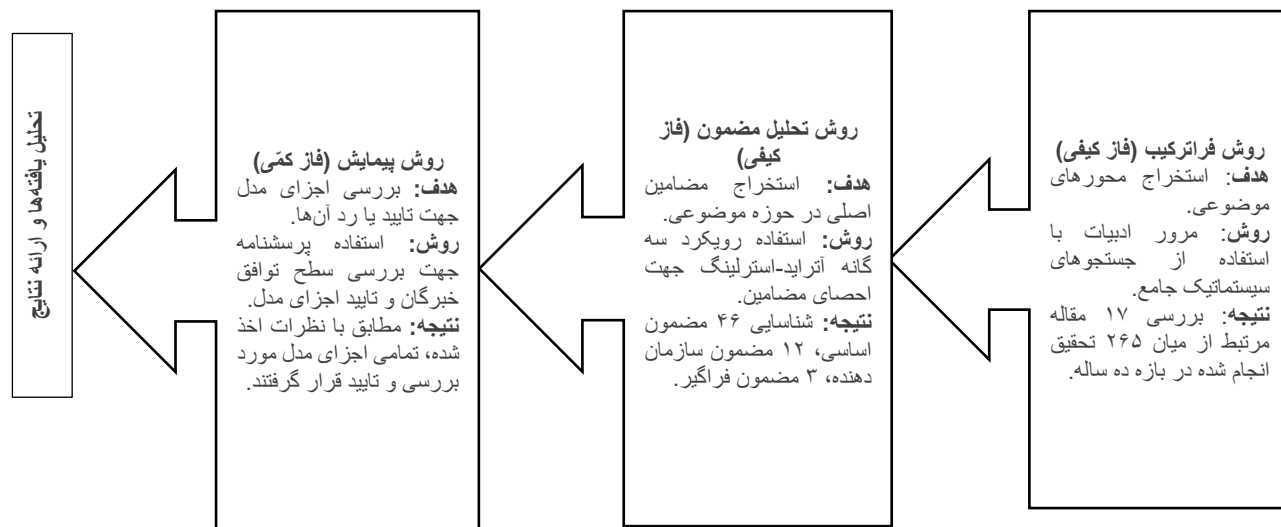 روش فراترکیب (فاز کیفی)
هدف: استخراج محورهای
موضوعی.
روش: مرور ادبیات با
استفاده از جستجوهای
سیستماتیک جامع.
نتیجه: بررسی ۱۷ مقاله
مرتبط از میان ۲۶۵ تحقیق
انجام شده در بازه ده ساله.
روش تحلیل مضمون (فاز
کیفی)
هدف: استخراج مضامین
اصلی در حوزه موضوعی.
روش: استفاده رویکرد سه
گانه آتراید-استرلینگ جهت
احصای مضامین.
نتیجه: شناسایی ۴۶ مضمون
اساسی، ۱۲ مضمون سازمان
دهنده، ۳ مضمون فراگیر.
روش پیمایش (فاز کمّی)
هدف: بررسی اجزای مدل
جهت تایید یا رد آن‌ها.
روش: استفاده پرسشنامه
جهت بررسی سطح توافق
خبرگان و تایید اجزای مدل.
نتیجه: مطابق با نظرات اخذ
شده، تمامی اجزای مدل مورد
بررسی و تایید قرار گرفتند.
تحلیل یافته‌ها و ارائه نتایج